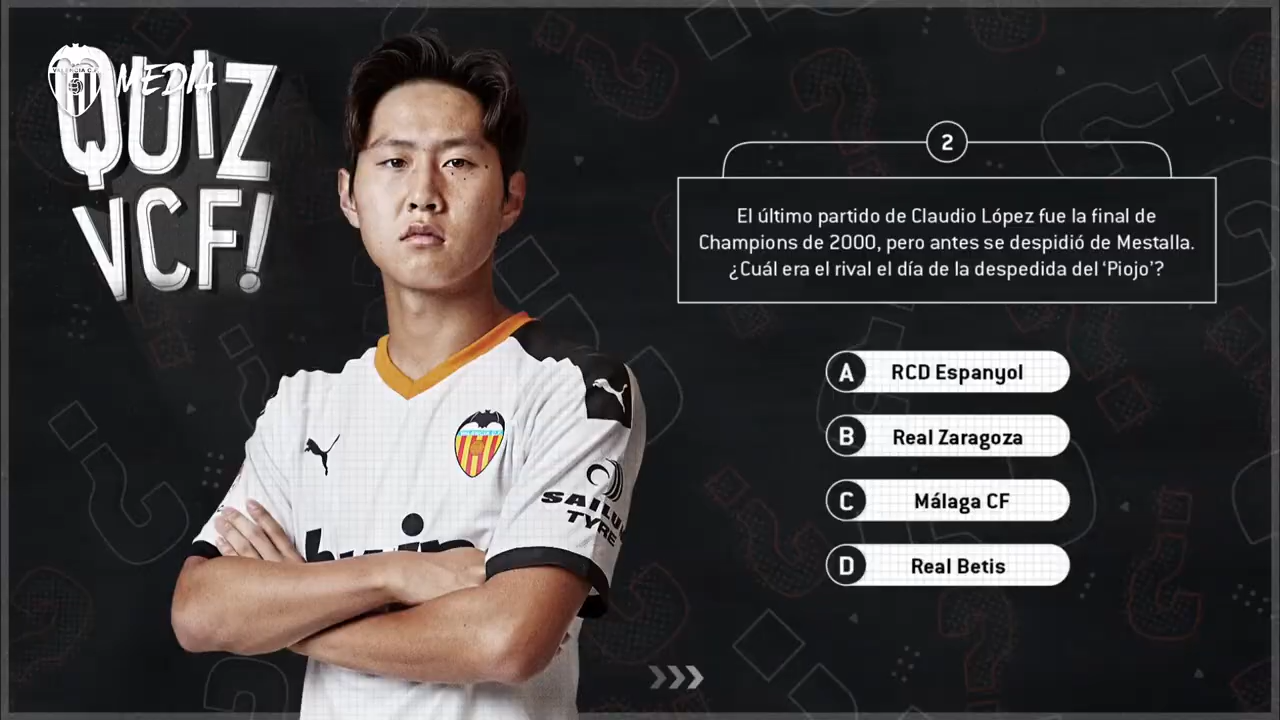 QUIZ
VCF!
MEDIA
2
El último partido de Claudio López fue la final de
Champions de 2000, pero antes se despidió de Mestalla.
¿Cuál era el rival el día de la despedida del ‘Piojo’?
A RCD Espanyol
B Real Zaragoza
C Málaga CF
D Real Betis
VALENCIA C.F
bwin
TYRE